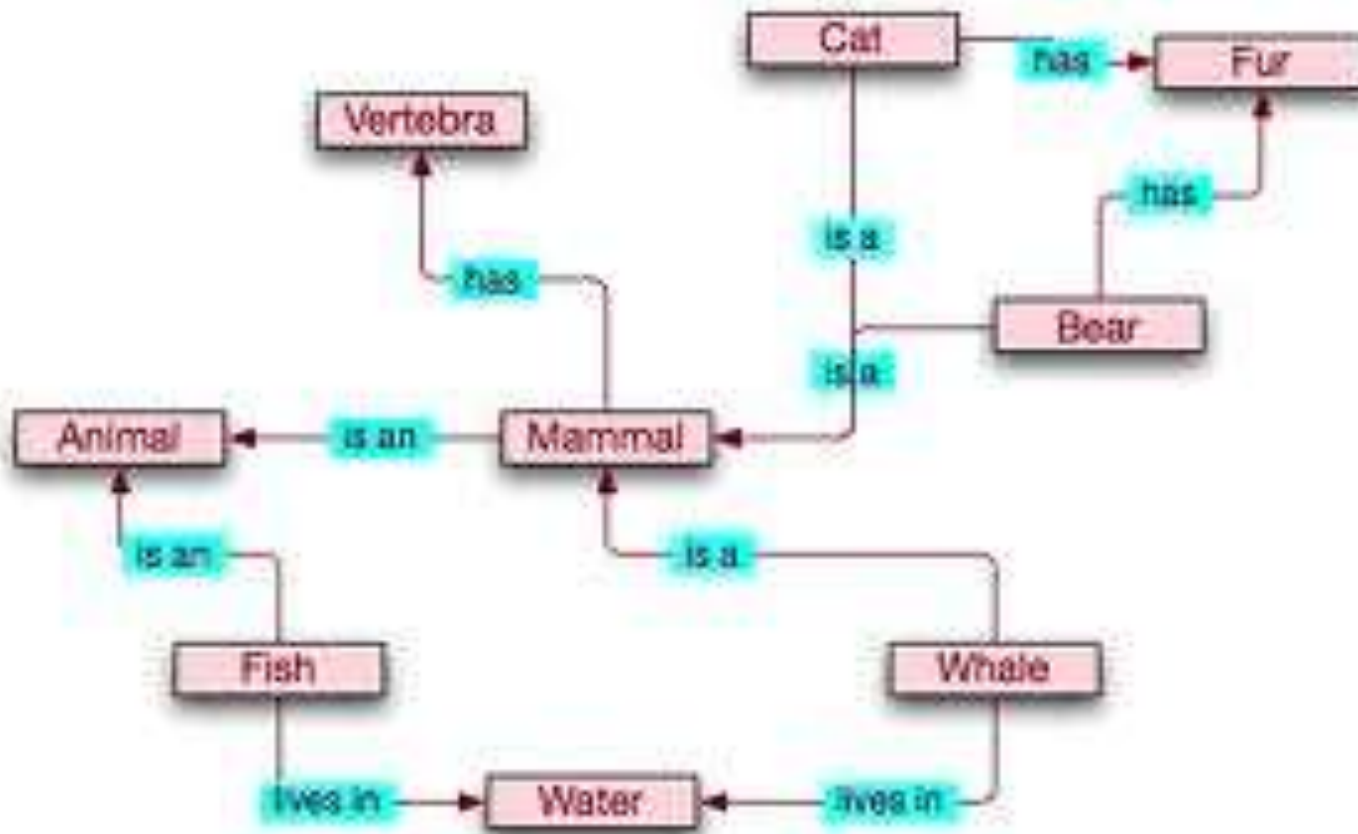 Cat
has
Fur
Vertebra
has
is a
has
Bear
is a
Animal
is an
Mammal
is an
is a
Fish
Whale
lives in
Water
lives in